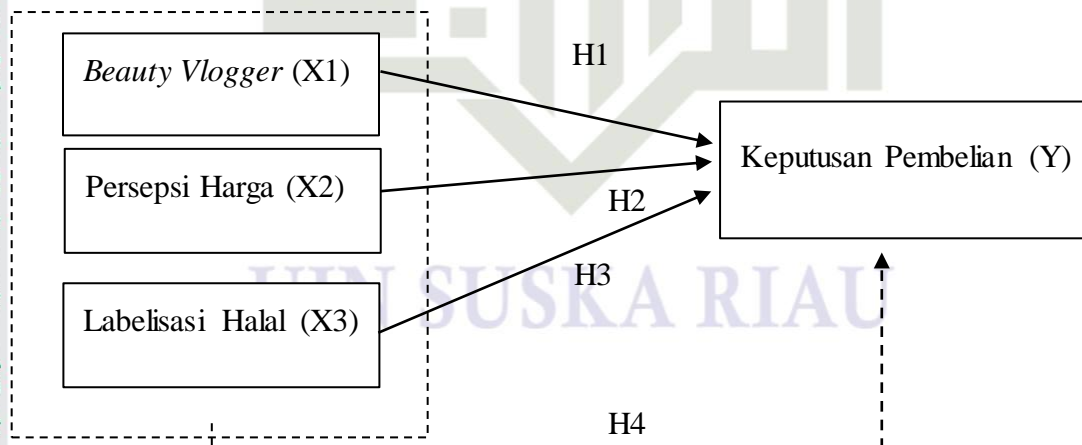 H1
Beauty Vlogger (X1)
Keputusan Pembelian (Y)
Persepsi Harga (X2)
H2
H3
UIN SUSKA RIAU
Labelisasi Halal (X3)
H4